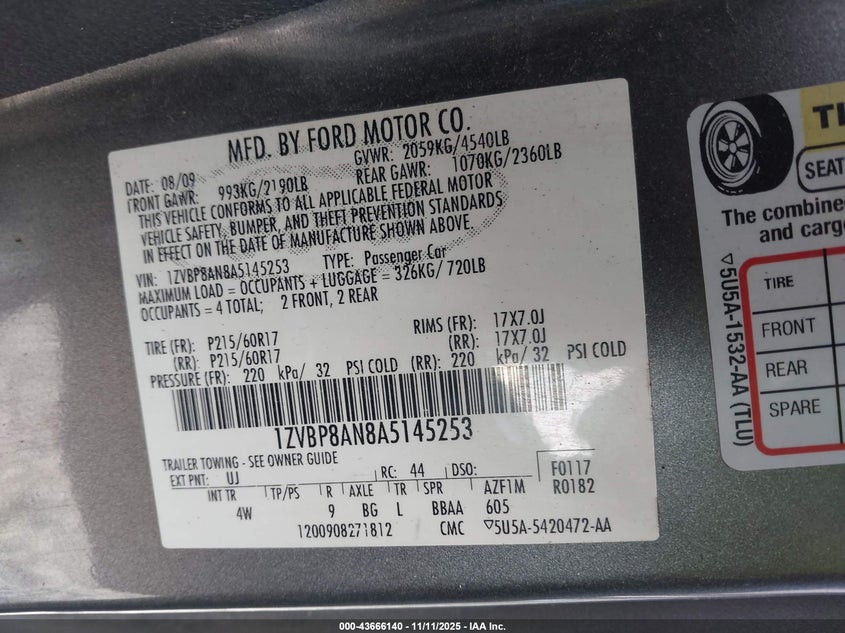 MFD. BY FORD MOTOR CO.
DATE: 08/09 GVWR: 2059KG/4540LB
FRONT GAWR: 993KG/2190LB REAR GAWR: 1070KG/2360LB
THIS VEHICLE CONFORMS TO ALL APPLICABLE FEDERAL MOTOR
VEHICLE SAFETY, BUMPER, AND THEFT PREVENTION STANDARDS
IN EFFECT ON THE DATE OF MANUFACTURE SHOWN ABOVE.
VIN: 1ZVBP8AN8A5145253 TYPE: Passenger Car
MAXIMUM LOAD = OCCUPANTS + LUGGAGE = 326KG/720LB
OCCUPANTS = 4 TOTAL; 2 FRONT, 2 REAR
TIRE (FR): P215/60R17 RIMS (FR): 17X7.0J
(RR): P215/60R17 (RR): 17X7.0J
PRESSURE (FR): 220 kPa/ 32 PSI COLD (RR): 220 kPa/ 32 PSI COLD
1ZVBP8AN8A5145253
TRAILER TOWING - SEE OWNER GUIDE
EXT PNT: UJ RC: 44 DSO: F0117
R0182
INT TR TP/PS R AXLE TR SPR AZF1M
4W 9 BG L BBAA 605
1200908271812 CMC ▽5U5A-5420472-AA
▽5U5A-1532-AA (TLU)
TI
SEAT
The combine
and cargo
TIRE
FRONT
REAR
SPARE
000-43666140 - 11/11/2025 - IAA Inc.